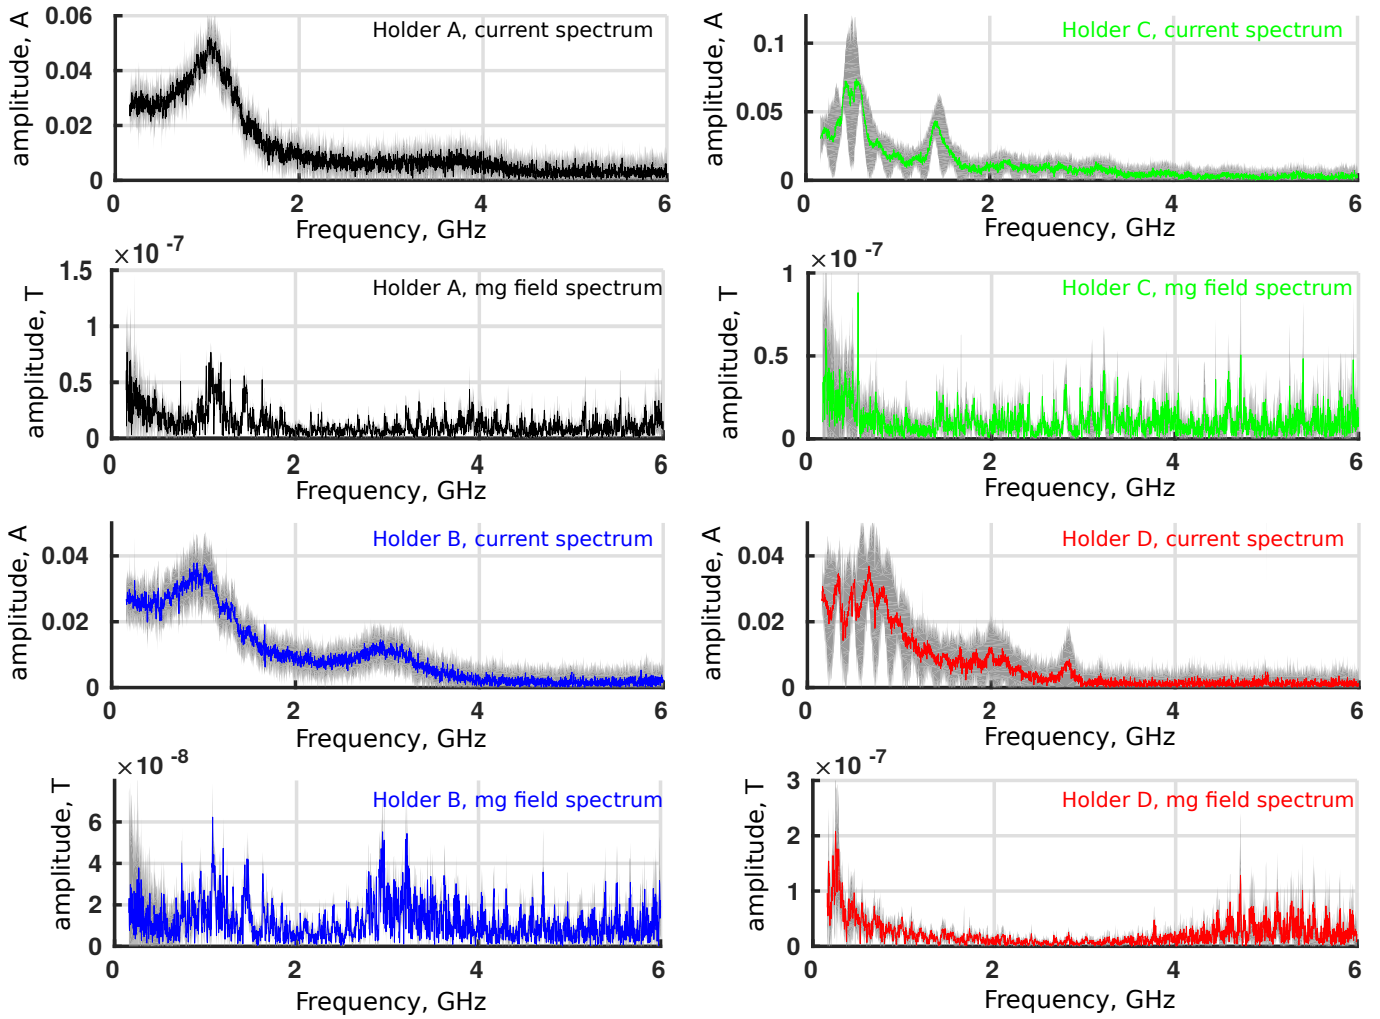 Holder A, current spectrum
amplitude, A
0.06
0.04
0.02
0
0 2 4 6
Frequency, GHz
Holder C, current spectrum
amplitude, A
0.1
0.05
0
0 2 4 6
Frequency, GHz
×10 -7
Holder A, mg field spectrum
amplitude, T
1.5
1
0.5
0
0 2 4 6
Frequency, GHz
×10 -7
Holder C, mg field spectrum
amplitude, T
1
0.5
0
0 2 4 6
Frequency, GHz
Holder B, current spectrum
amplitude, A
0.04
0.02
0
0 2 4 6
Frequency, GHz
Holder D, current spectrum
amplitude, A
0.04
0.02
0
0 2 4 6
Frequency, GHz
×10 -8
Holder B, mg field spectrum
amplitude, T
6
4
2
0
0 2 4 6
Frequency, GHz
×10 -7
Holder D, mg field spectrum
amplitude, T
3
2
1
0
0 2 4 6
Frequency, GHz